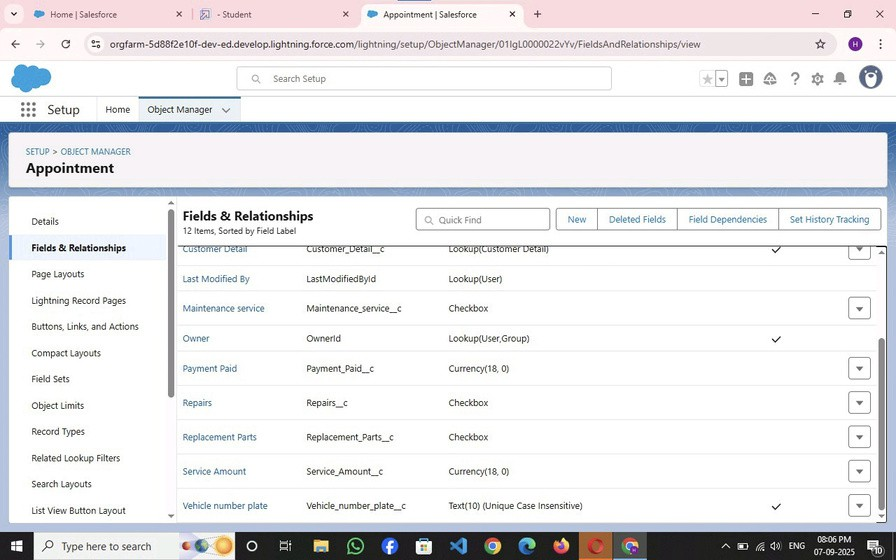 Home | Salesforce
- Student
Appointment | Salesforce
orgfarm-5d88f2e10f-dev-ed.develop.lightning.force.com/lightning/setup/ObjectManager/01IgL0000022vYv/FieldsAndRelationships/view
H
Search Setup
Setup
Home
Object Manager
SETUP > OBJECT MANAGER
Appointment
Details
Fields & Relationships
Page Layouts
Lightning Record Pages
Buttons, Links, and Actions
Compact Layouts
Field Sets
Object Limits
Record Types
Related Lookup Filters
Search Layouts
List View Button Layout
Fields & Relationships
12 Items, Sorted by Field Label
Quick Find
New
Deleted Fields
Field Dependencies
Set History Tracking
Customer Detail Customer_Detail__c Lookup(Customer Detail)
Last Modified By LastModifiedById Lookup(User)
Maintenance service Maintenance_service__c Checkbox
Owner OwnerId Lookup(User,Group)
Payment Paid Payment_Paid__c Currency(18, 0)
Repairs Repairs__c Checkbox
Replacement Parts Replacement_Parts__c Checkbox
Service Amount Service_Amount__c Currency(18, 0)
Vehicle number plate Vehicle_number_plate__c Text(10) (Unique Case Insensitive)
Type here to search
ENG
08:06 PM
07-09-2025